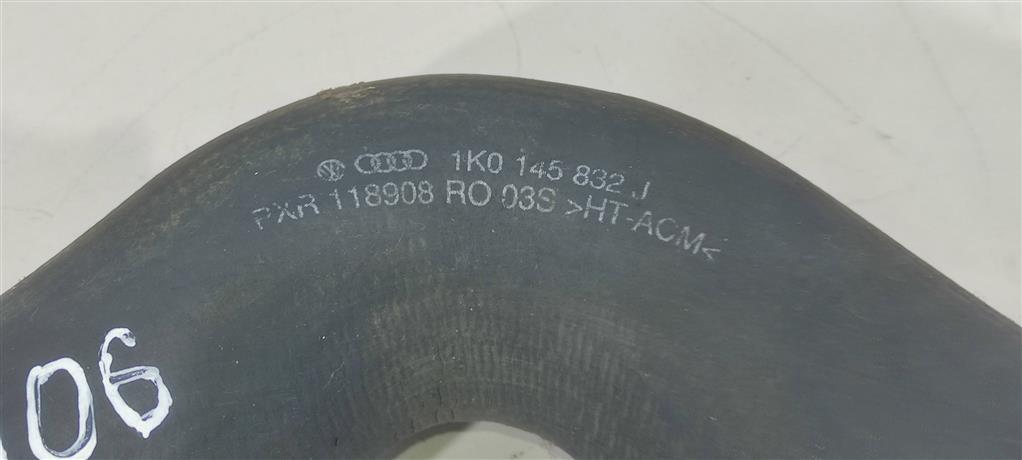 1K0 145 832 J
PXR 118908 RO 03S >HT-ACM<
06